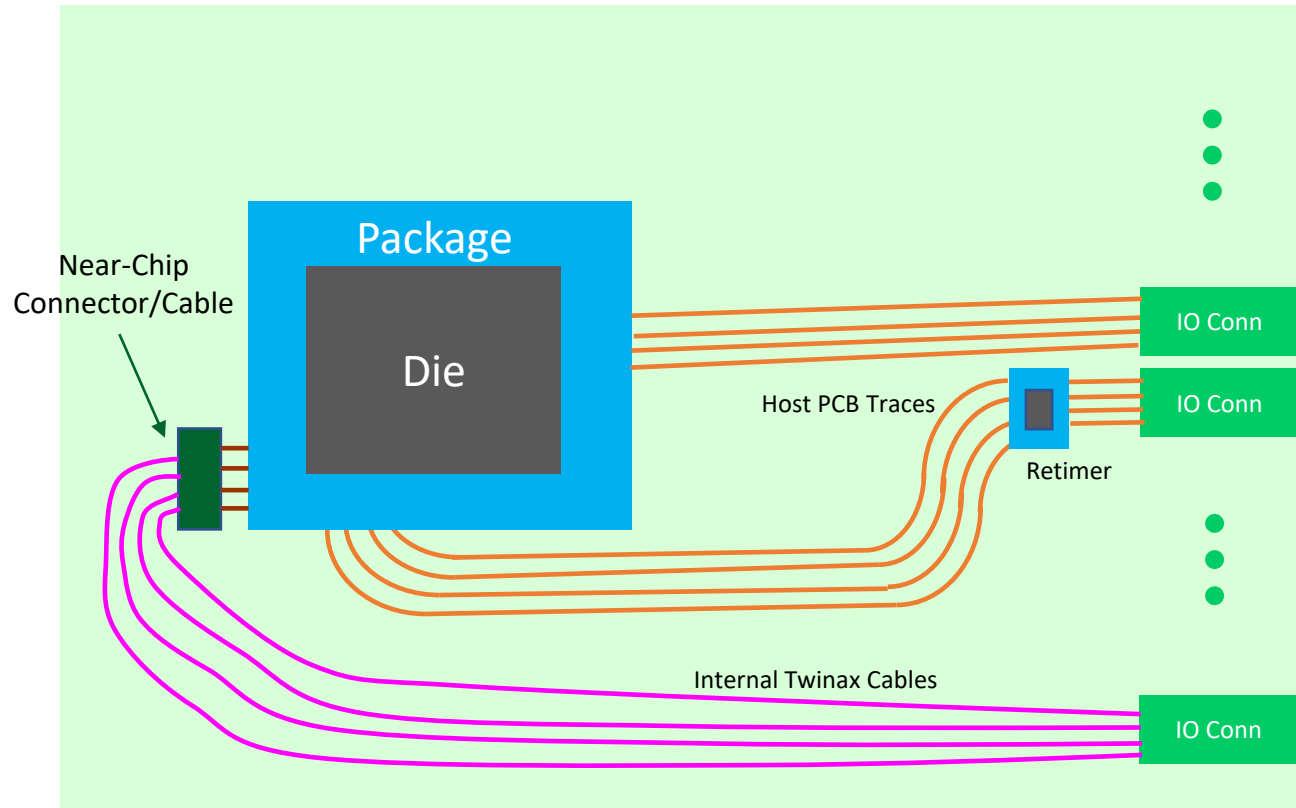 Package
Near-Chip
Connector/Cable
IO Conn
Die
Host PCB Traces
IO Conn
Retimer
Internal Twinax Cables
IO Conn